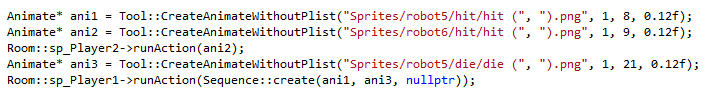 Animate* ani1 = Tool::CreateAnimateWithoutPlist("Sprites/robot5/hit/hit (", ").png", 1, 8, 0.12f);
Animate* ani2 = Tool::CreateAnimateWithoutPlist("Sprites/robot6/hit/hit (", ").png", 1, 9, 0.12f);
Room::sp_Player2->runAction(ani2);
Animate* ani3 = Tool::CreateAnimateWithoutPlist("Sprites/robot5/die/die (", ").png", 1, 21, 0.12f);
Room::sp_Player1->runAction(Sequence::create(ani1, ani3, nullptr));